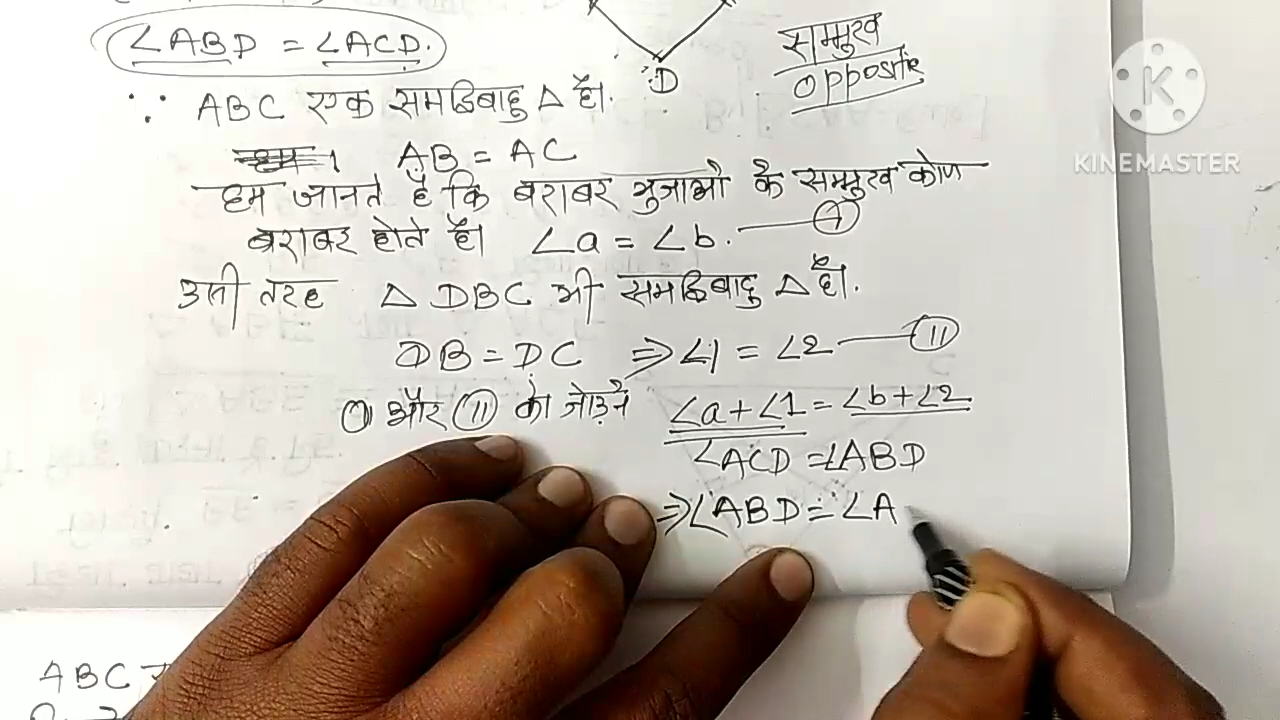 ∠ABD = ∠ACD.
D
सम्मुख
opposite
∵ ABC एक समद्विबाहु Δ है।
AB = AC
हम जानते हैं कि बराबर भुजाओ के सम्मुख कोण
बराबर होते है। ∠a = ∠b. — I
उसी तरह Δ DBC भी समद्विबाहु Δ है।
DB = DC ⇒ ∠1 = ∠2 — II
I और II को जोड़ने
∠a + ∠1 = ∠b + ∠2
∠ACD = ∠ABD
⇒ ∠ABD = ∠A
ABC
K
KINEMASTER